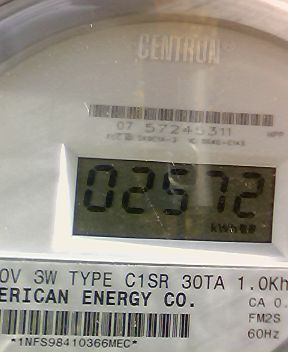 CENTRON®
07 57245311
02572
kWh
0V 3W TYPE C1SR 30TA 1.0Kh
ERICAN ENERGY CO.
CA 0.
FM2S
60Hz
*1NFS98410366MEC*